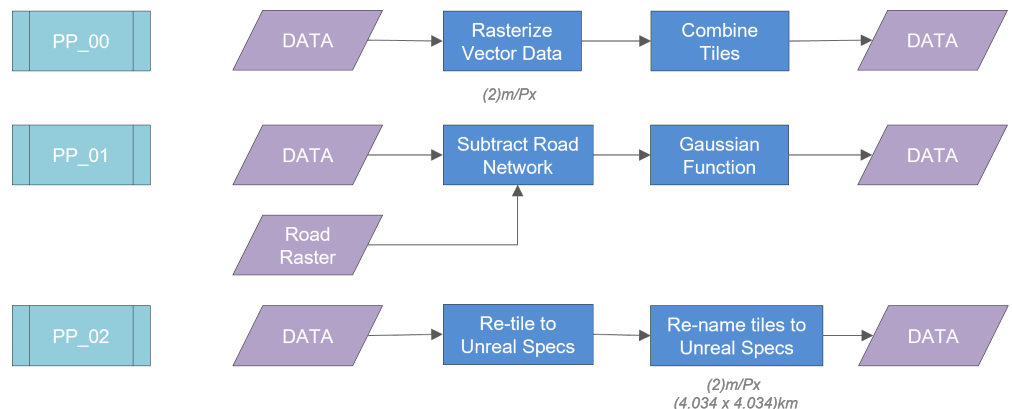 PP_00
DATA
Rasterize
Vector Data
Combine
Tiles
DATA
(2)m/Px
PP_01
DATA
Subtract Road
Network
Gaussian
Function
DATA
Road
Raster
PP_02
DATA
Re-tile to
Unreal Specs
Re-name tiles to
Unreal Specs
DATA
(2)m/Px
(4.034 x 4.034)km